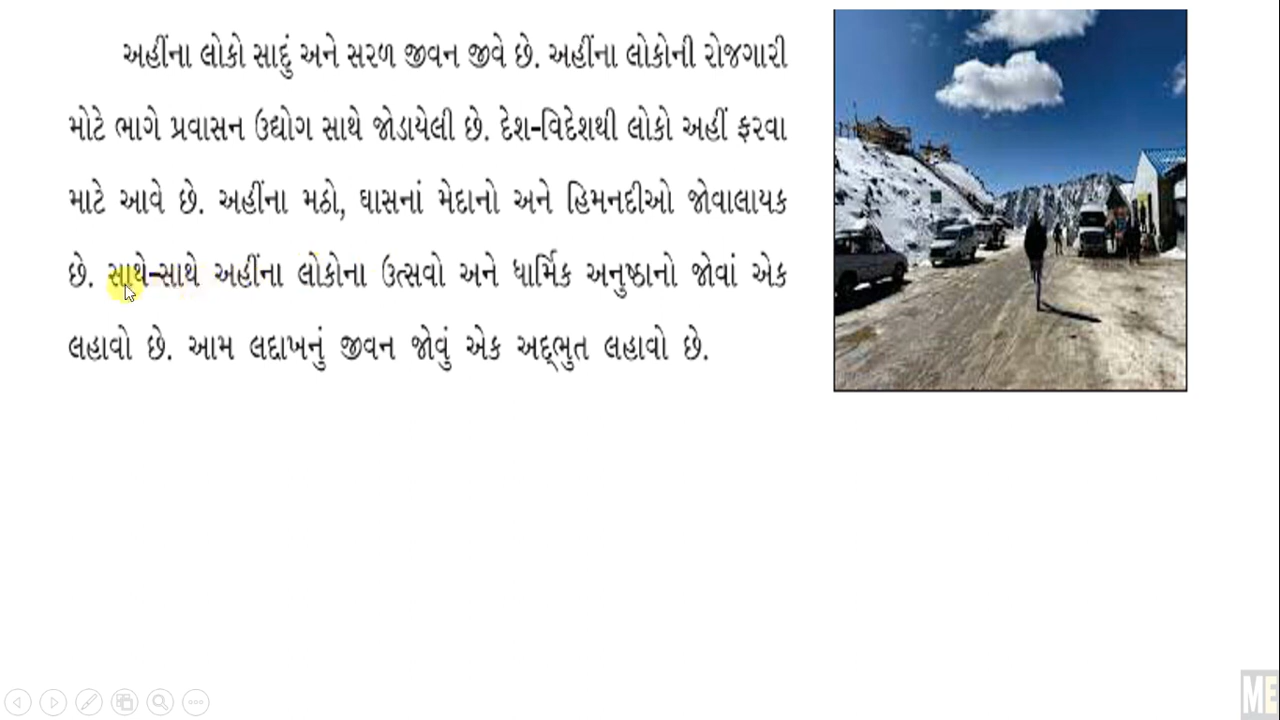 અહીંના લોકો સાદું અને સરળ જીવન જીવે છે. અહીંના લોકોની રોજગારી
મોટે ભાગે પ્રવાસન ઉદ્યોગ સાથે જોડાયેલી છે. દેશ-વિદેશથી લોકો અહીં ફરવા
માટે આવે છે. અહીંના મઠો, ઘાસનાં મેદાનો અને હિમનદીઓ જોવાલાયક
છે. સાથે-સાથે અહીંના લોકોના ઉત્સવો અને ધાર્મિક અનુષ્ઠાનો જોવાં એક
લહાવો છે. આમ લદાખનું જીવન જોવું એક અદ્ભુત લહાવો છે.
ME